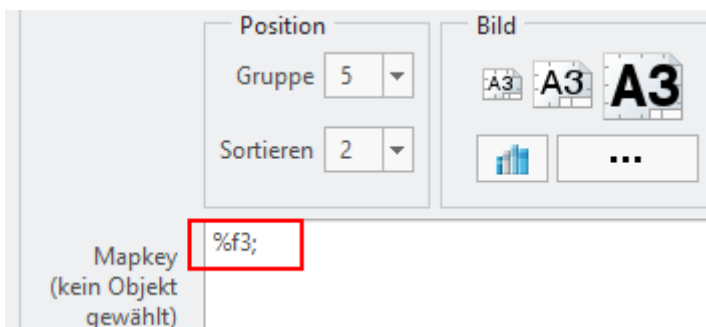 Position
Bild
Gruppe 5
A3 A3 A3
Sortieren 2
...
%f3;
Mapkey
(kein Objekt
gewählt)